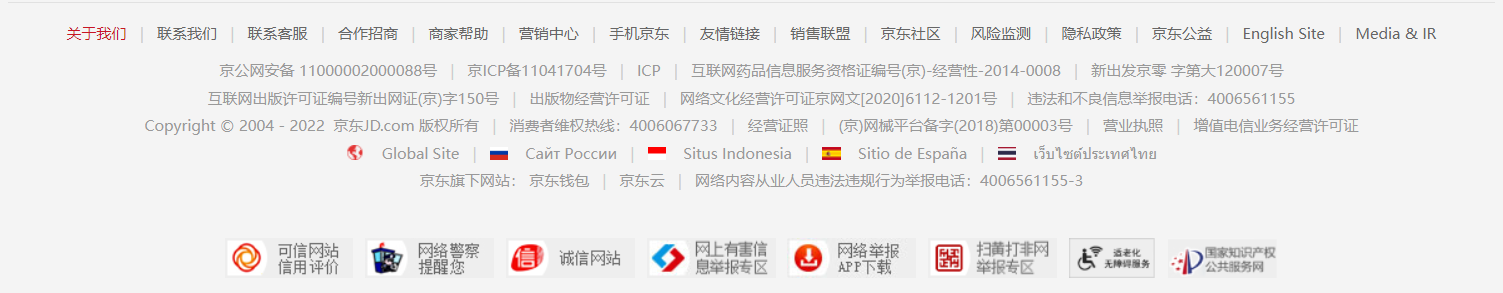 关于我们 | 联系我们 | 联系客服 | 合作招商 | 商家帮助 | 营销中心 | 手机京东 | 友情链接 | 销售联盟 | 京东社区 | 风险监测 | 隐私政策 | 京东公益 | English Site | Media & IR
京公网安备 11000002000088号 | 京ICP备11041704号 | ICP | 互联网药品信息服务资格证编号(京)-经营性-2014-0008 | 新出发京零 字第大120007号
互联网出版许可证编号新出网证(京)字150号 | 出版物经营许可证 | 网络文化经营许可证京网文[2020]6112-1201号 | 违法和不良信息举报电话：4006561155
Copyright © 2004 - 2022 京东JD.com 版权所有 | 消费者维权热线：4006067733 | 经营证照 | (京)网械平台备字(2018)第00003号 | 营业执照 | 增值电信业务经营许可证
Global Site | Сайт России | Situs Indonesia | Sitio de España | เว็บไซต์ประเทศไทย
京东旗下网站： 京东钱包 | 京东云 | 网络内容从业人员违法违规行为举报电话：4006561155-3
可信网站
信用评价
网络警察
提醒您
诚信网站
网上有害信
息举报专区
网络举报
APP下载
扫黄打非网
举报专区
适老化
无障碍服务
国家知识产权
公共服务网